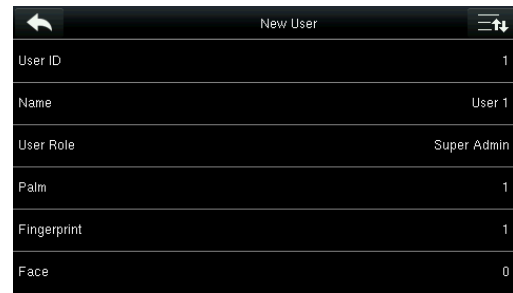 New User
User ID 1
Name User 1
User Role Super Admin
Palm 1
Fingerprint 1
Face 0